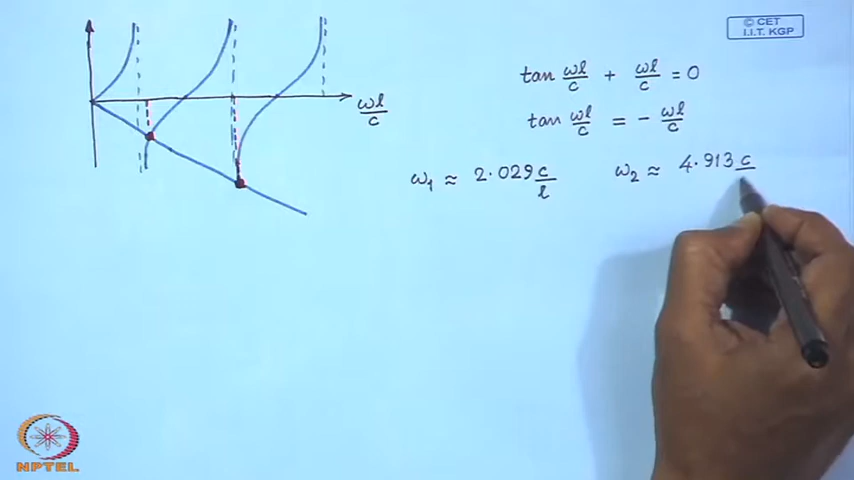 © CET
I.I.T. KGP
tan ωl/c + ωl/c = 0
ωl/c
tan ωl/c = - ωl/c
ω₁ ≈ 2.029 c/l ω₂ ≈ 4.913 c
NPTEL